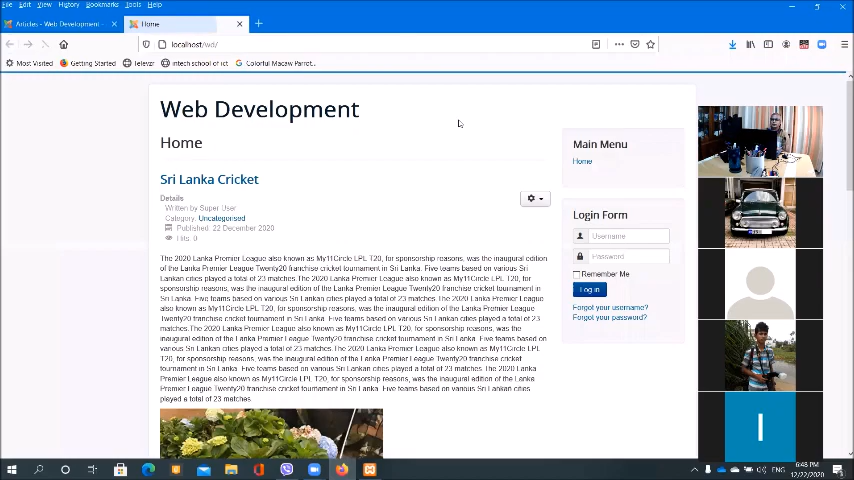 File Edit View History Bookmarks Tools Help
Articles - Web Development -
Home
localhost/wd/
Most Visited Getting Started Televzr intech school of ict Colorful Macaw Parrot...
Web Development
Home
Sri Lanka Cricket
Details
Written by Super User
Category: Uncategorised
Published: 22 December 2020
Hits: 0
The 2020 Lanka Premier League also known as My11Circle LPL T20, for sponsorship reasons, was the inaugural edition
of the Lanka Premier League Twenty20 franchise cricket tournament in Sri Lanka. Five teams based on various Sri
Lankan cities played a total of 23 matches.The 2020 Lanka Premier League also known as My11Circle LPL T20, for
sponsorship reasons, was the inaugural edition of the Lanka Premier League Twenty20 franchise cricket tournament in
Sri Lanka. Five teams based on various Sri Lankan cities played a total of 23 matches.The 2020 Lanka Premier League
also known as My11Circle LPL T20, for sponsorship reasons, was the inaugural edition of the Lanka Premier League
Twenty20 franchise cricket tournament in Sri Lanka. Five teams based on various Sri Lankan cities played a total of 23
matches.The 2020 Lanka Premier League also known as My11Circle LPL T20, for sponsorship reasons, was the inaugural
edition of the Lanka Premier League Twenty20 franchise cricket tournament in Sri Lanka. Five teams based on
various Sri Lankan cities played a total of 23 matches.The 2020 Lanka Premier League also known as My11Circle LPL
T20, for sponsorship reasons, was the inaugural edition of the Lanka Premier League Twenty20 franchise cricket
tournament in Sri Lanka. Five teams based on various Sri Lankan cities played a total of 23 matches.The 2020 Lanka
Premier League also known as My11Circle LPL T20, for sponsorship reasons, was the inaugural edition of the Lanka
Premier League Twenty20 franchise cricket tournament in Sri Lanka. Five teams based on various Sri Lankan cities
played a total of 23 matches
Main Menu
Home
Login Form
Username
Password
Remember Me
Log in
Forgot your username?
Forgot your password?
I
ENG
6:48 PM
12/22/2020